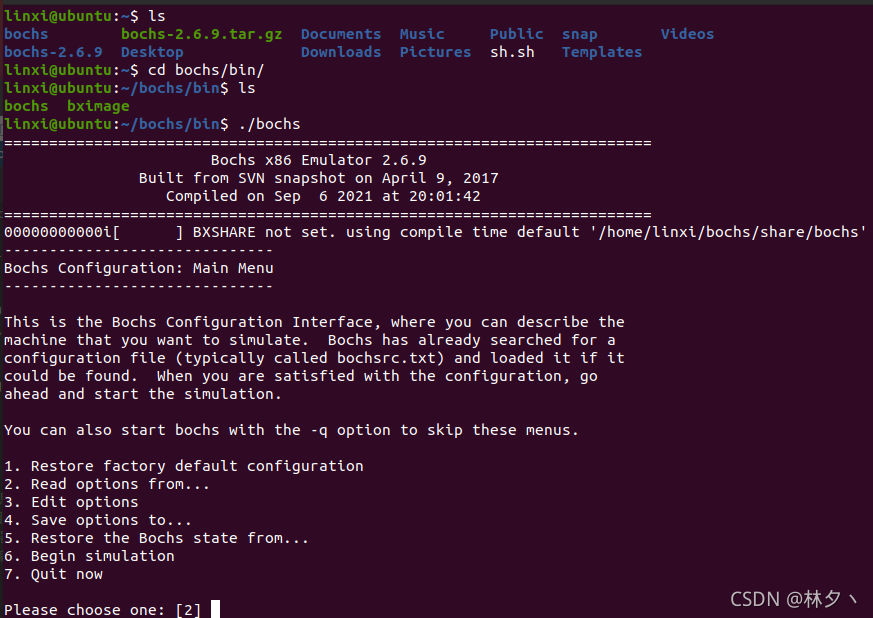 linxi@ubuntu:~$ ls
bochs        bochs-2.6.9.tar.gz  Documents  Music     Public  snap       Videos
bochs-2.6.9  Desktop             Downloads  Pictures  sh.sh   Templates
linxi@ubuntu:~$ cd bochs/bin/
linxi@ubuntu:~/bochs/bin$ ls
bochs  bximage
linxi@ubuntu:~/bochs/bin$ ./bochs
========================================================================
                       Bochs x86 Emulator 2.6.9
               Built from SVN snapshot on April 9, 2017
                  Compiled on Sep  6 2021 at 20:01:42
========================================================================
00000000000i[      ] BXSHARE not set. using compile time default '/home/linxi/bochs/share/bochs'
------------------------------
Bochs Configuration: Main Menu
------------------------------

This is the Bochs Configuration Interface, where you can describe the
machine that you want to simulate.  Bochs has already searched for a
configuration file (typically called bochsrc.txt) and loaded it if it
could be found.  When you are satisfied with the configuration, go
ahead and start the simulation.

You can also start bochs with the -q option to skip these menus.

1. Restore factory default configuration
2. Read options from...
3. Edit options
4. Save options to...
5. Restore the Bochs state from...
6. Begin simulation
7. Quit now

Please choose one: [2]
CSDN @林夕丶